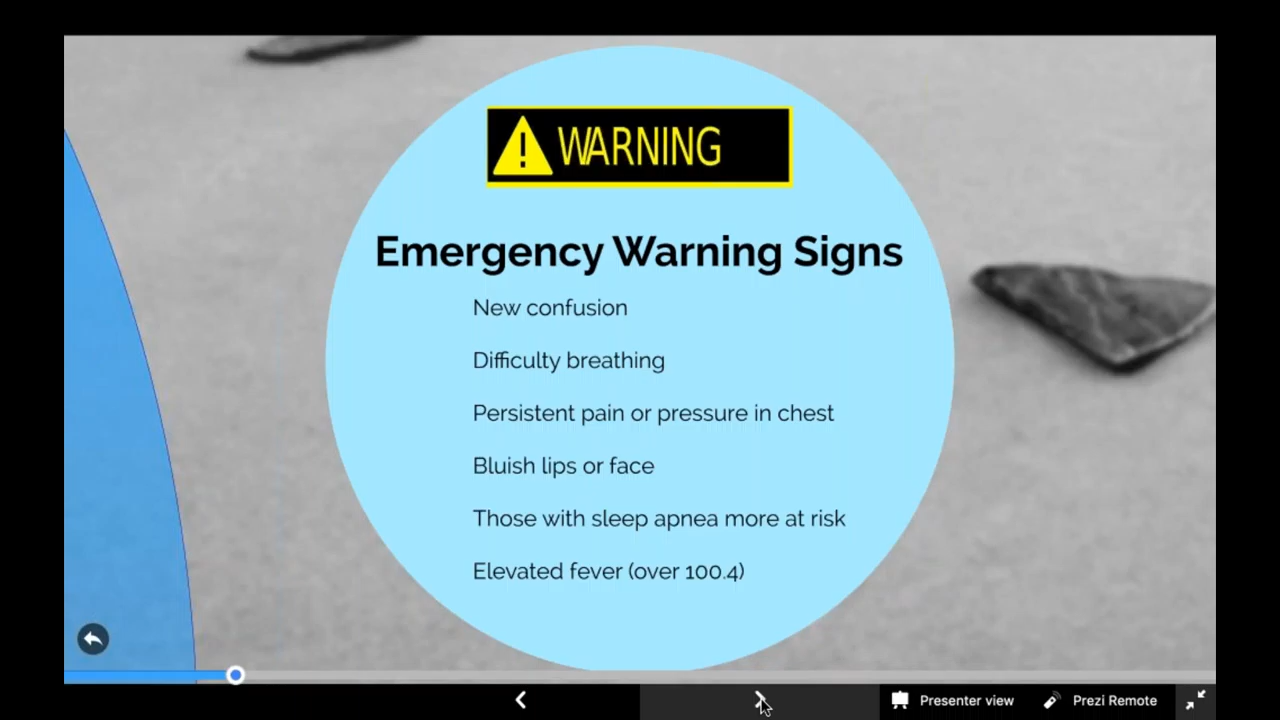 WARNING
Emergency Warning Signs
New confusion
Difficulty breathing
Persistent pain or pressure in chest
Bluish lips or face
Those with sleep apnea more at risk
Elevated fever (over 100.4)
Presenter view
Prezi Remote